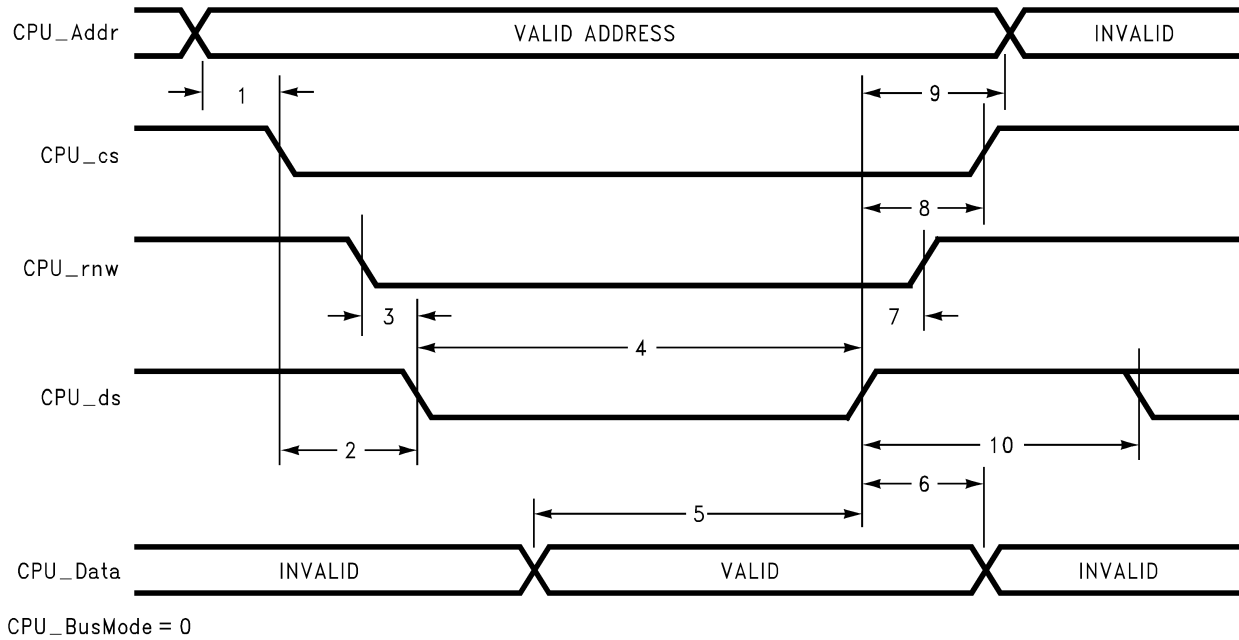 CPU_Addr VALID ADDRESS INVALID
1 9
CPU_cs
8
CPU_rnw
3 7
4
CPU_ds
2 10
6
5
CPU_Data INVALID VALID INVALID
CPU_BusMode = 0